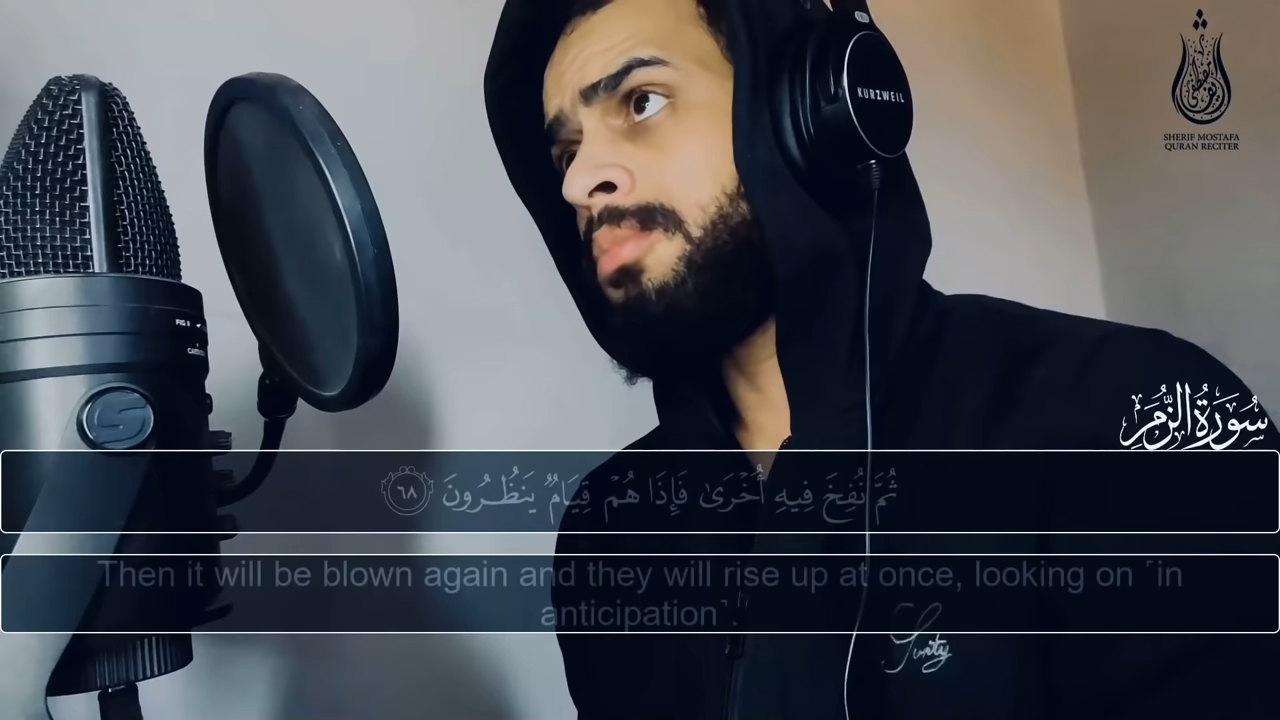 KURZWEIL
SHERIF MOSTAFA
QURAN RECITER
سُورَةُ الزُّمَرِ
ثُمَّ نُفِخَ فِيهِ أُخْرَىٰ فَإِذَا هُمْ قِيَامٌ يَنظُرُونَ ٦٨
Then it will be blown again and they will rise up at once, looking on ˹in
anticipation˺.